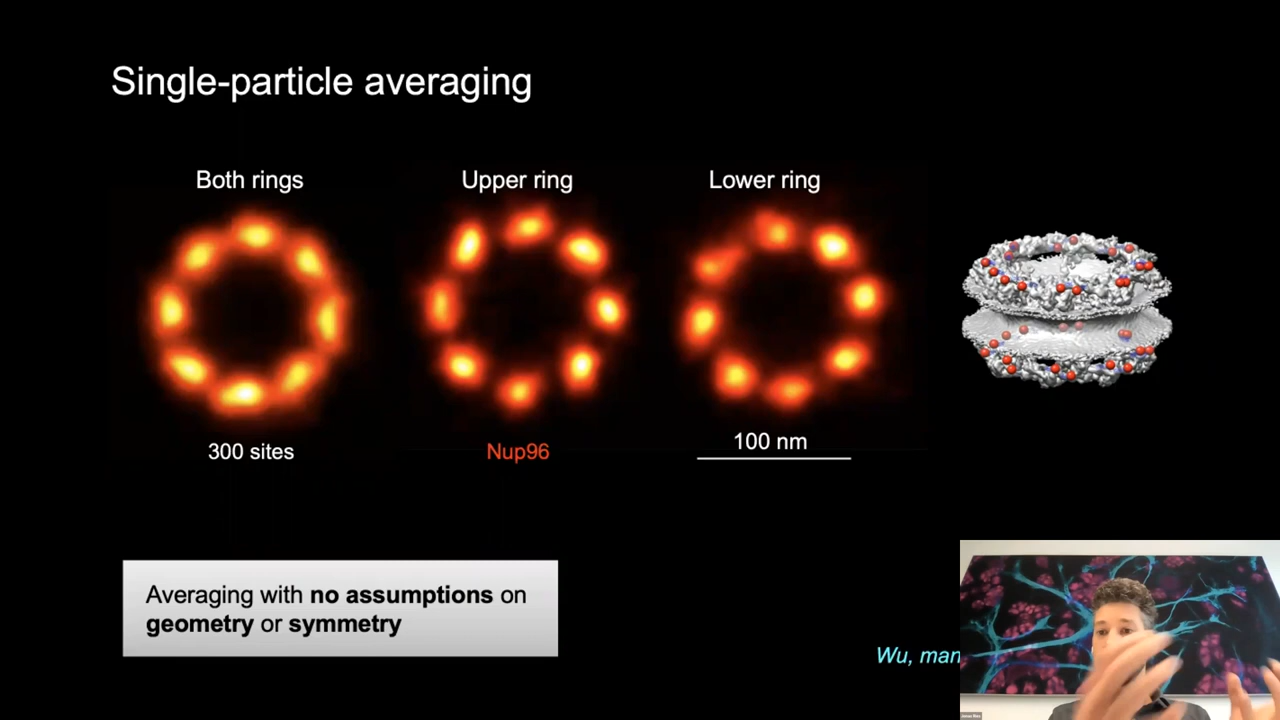 Single-particle averaging
Both rings
Upper ring
Lower ring
300 sites
Nup96
100 nm
Averaging with no assumptions on
geometry or symmetry
Wu, man